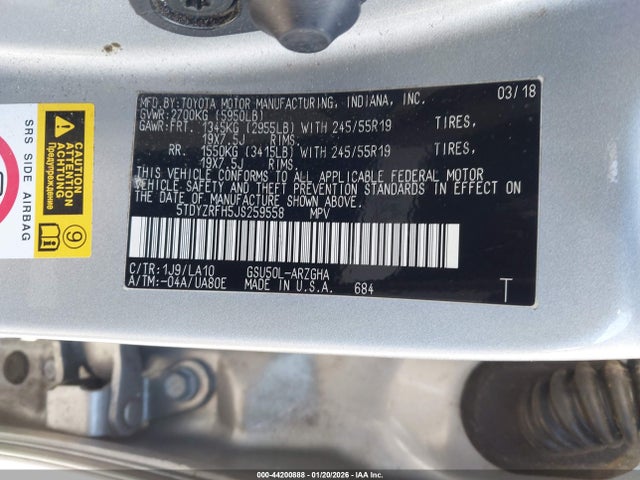 MFD.BY:TOYOTA MOTOR MANUFACTURING, INDIANA, INC. 03/18
GVWR:2700KG (5950LB)
GAWR:FRT. 1345KG (2955LB) WITH 245/55R19 TIRES,
19X7.5J RIMS.
RR. 1550KG (3415LB) WITH 245/55R19 TIRES,
19X7.5J RIMS.
THIS VEHICLE CONFORMS TO ALL APPLICABLE FEDERAL MOTOR
VEHICLE SAFETY AND THEFT PREVENTION STANDARDS IN EFFECT ON
THE DATE OF MANUFACTURE SHOWN ABOVE.
5TDYZRFH5JS259558 MPV
C/TR:1J9/LA10 GSU50L-ARZGHA
A/TM:-04A/UA80E MADE IN U.S.A. 684
T
SRS SIDE AIRBAG
CAUTION
ATTENTION
ACHTUNG
Предупреждение
9
000-44200888 - 01/20/2026 - IAA Inc.